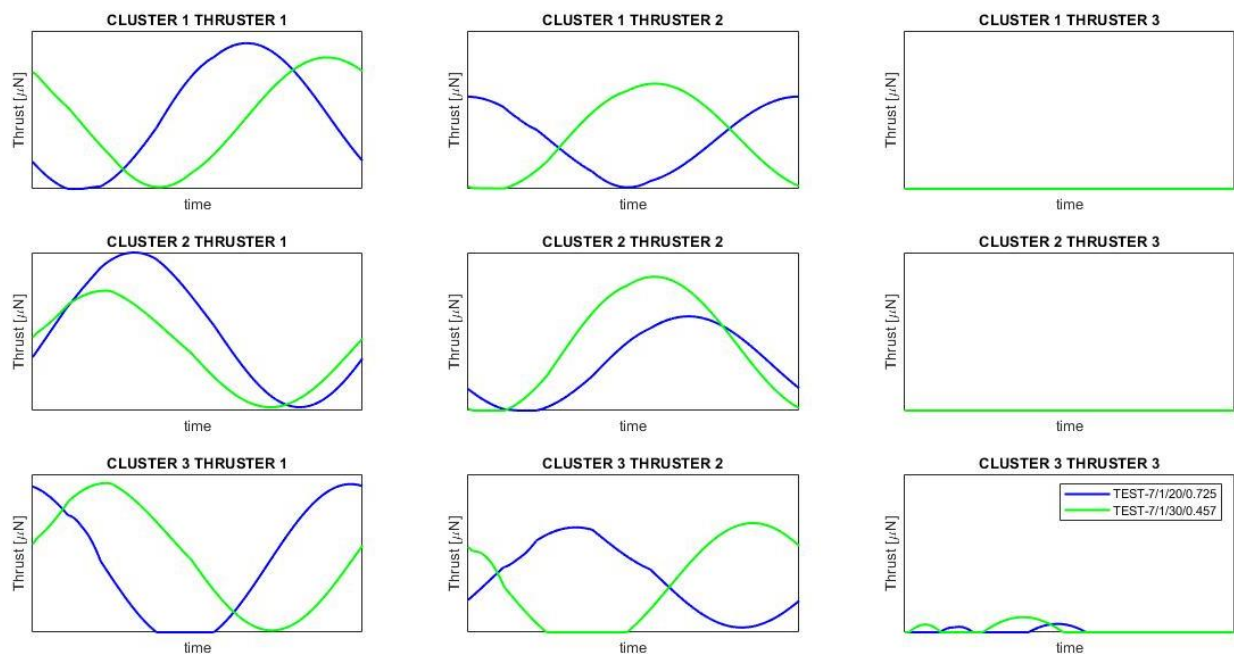 CLUSTER 1 THRUSTER 1
Thrust [μN]
time
CLUSTER 1 THRUSTER 2
Thrust [μN]
time
CLUSTER 1 THRUSTER 3
Thrust [μN]
time
CLUSTER 2 THRUSTER 1
Thrust [μN]
time
CLUSTER 2 THRUSTER 2
Thrust [μN]
time
CLUSTER 2 THRUSTER 3
Thrust [μN]
time
CLUSTER 3 THRUSTER 1
Thrust [μN]
time
CLUSTER 3 THRUSTER 2
Thrust [μN]
time
CLUSTER 3 THRUSTER 3
Thrust [μN]
TEST-7/1/20/0.725
TEST-7/1/30/0.457
time